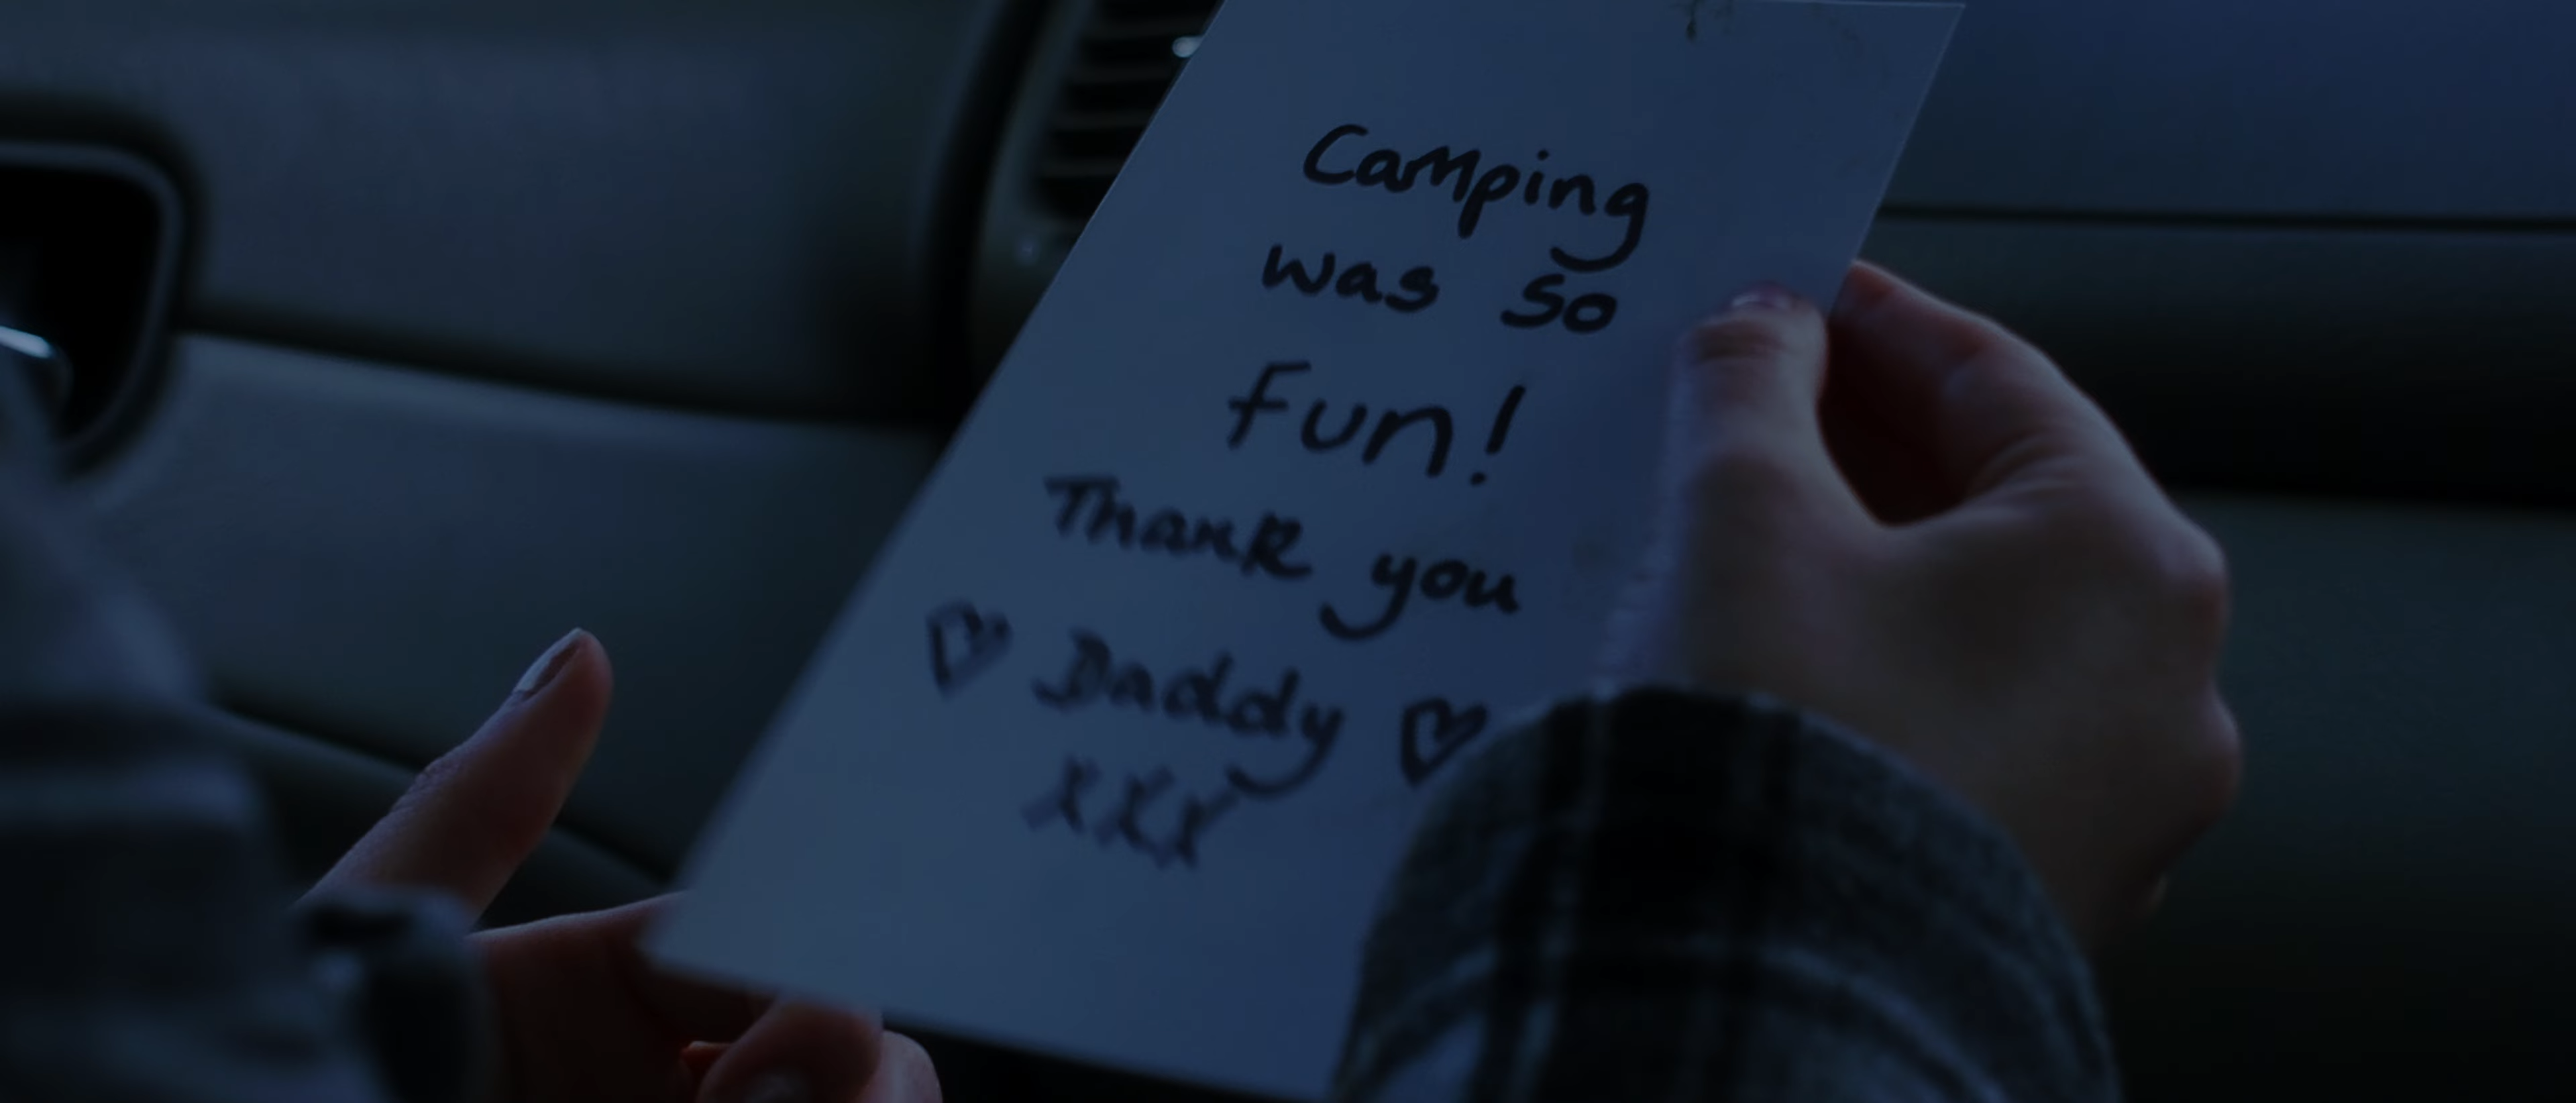 Camping
was so
fun!
Thank you
♡ Daddy ♡
xxx